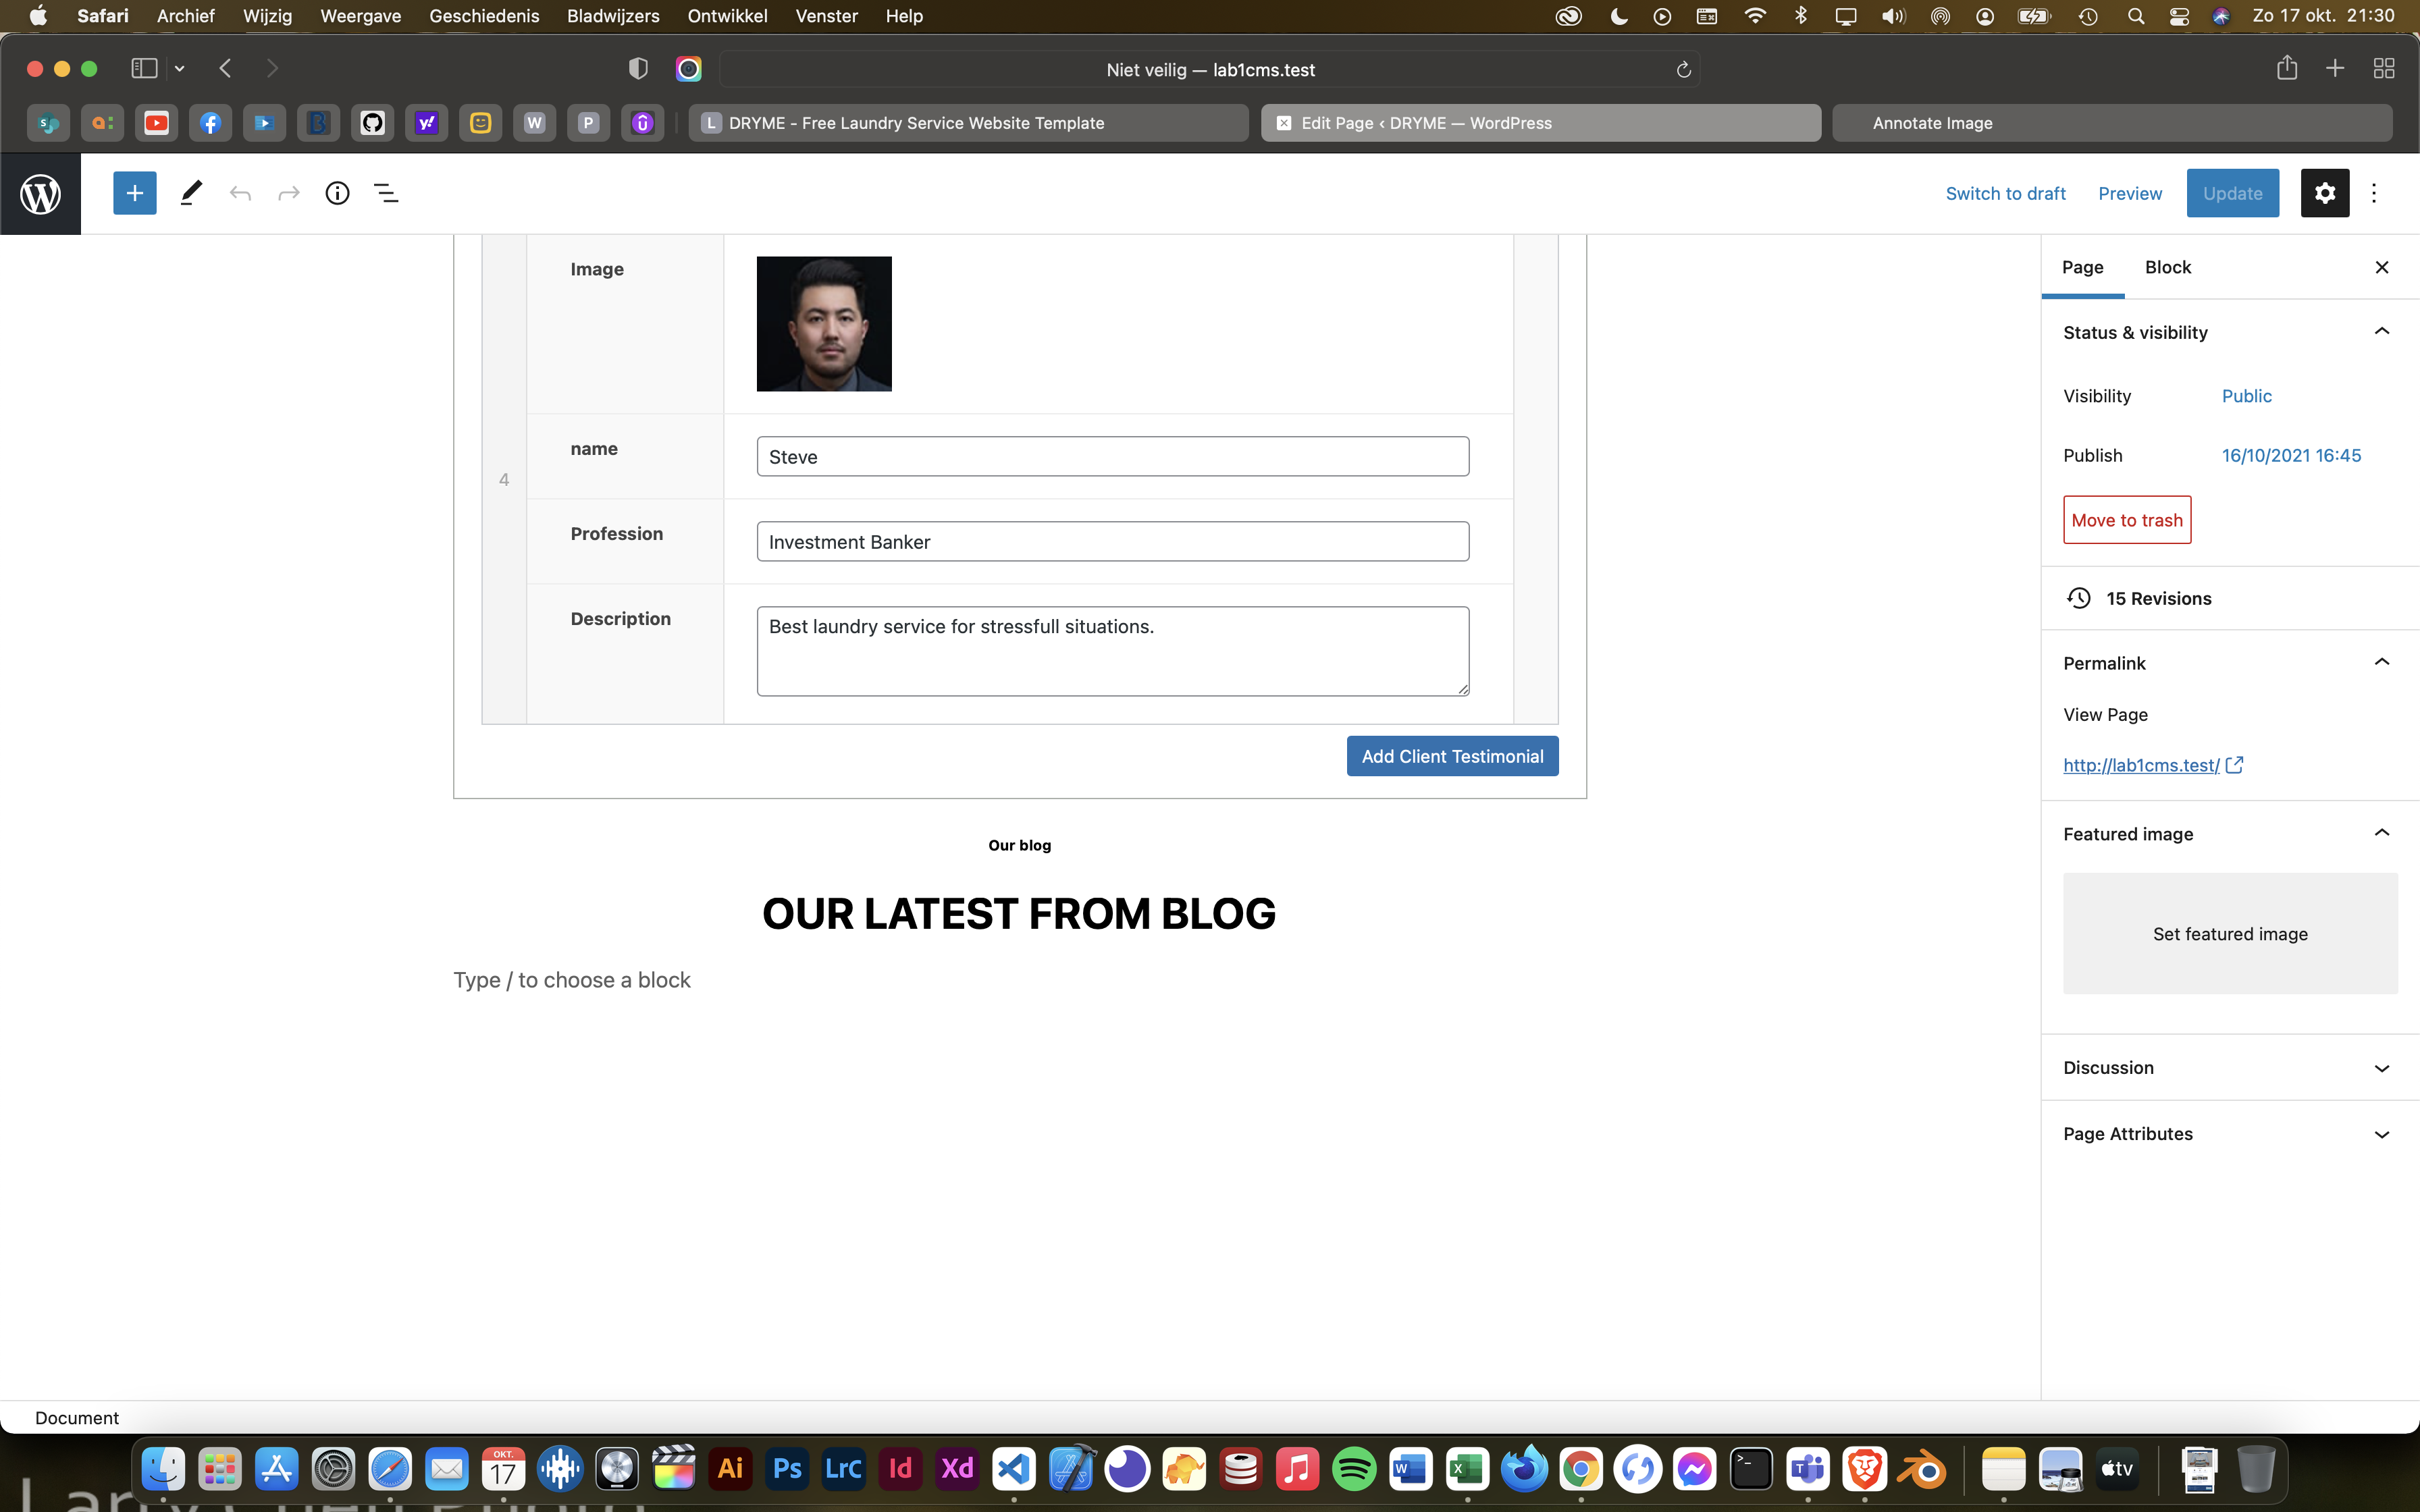 Safari Archief Wijzig Weergave Geschiedenis Bladwijzers Ontwikkel Venster Help Zo 17 okt. 21:30
Niet veilig — lab1cms.test
W P L DRYME - Free Laundry Service Website Template Edit Page ‹ DRYME — WordPress Annotate Image
Switch to draft Preview Update
Page Block
Image
Status & visibility
Visibility Public
name Steve
Publish 16/10/2021 16:45
4
Move to trash
Profession Investment Banker
15 Revisions
Description Best laundry service for stressfull situations.
Permalink
View Page
Add Client Testimonial
http://lab1cms.test/
Our blog
Featured image
OUR LATEST FROM BLOG
Set featured image
Type / to choose a block
Discussion
Page Attributes
Document
OKT.
17 Ai Ps LrC Id Xd W X T tv